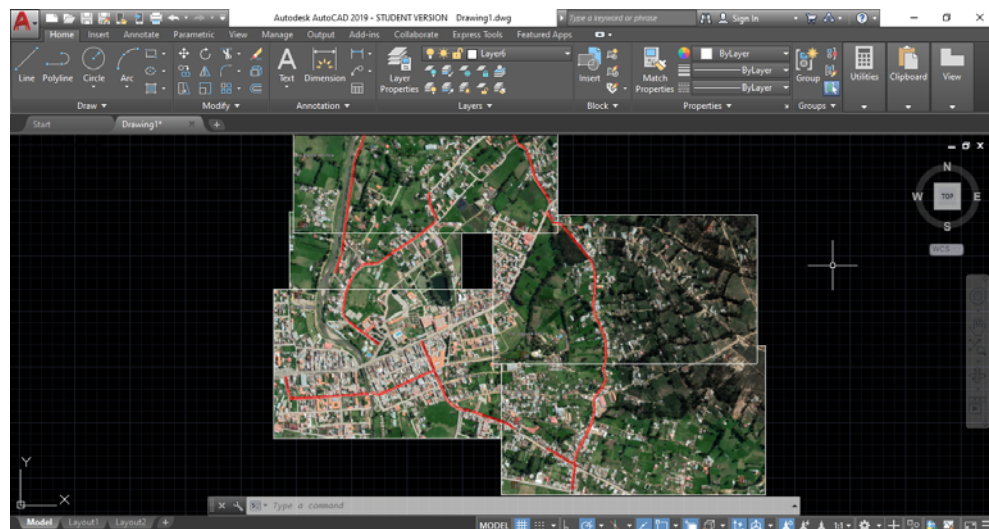 Autodesk AutoCAD 2019 - STUDENT VERSION Drawing1.dwg Type a keyword or phrase Sign In
Home Insert Annotate Parametric View Manage Output Add-ins Collaborate Express Tools Featured Apps
Line Polyline Circle Arc Text Dimension Layer Properties Layer6 Insert Match Properties ByLayer Group Utilities Clipboard View
ByLayer
ByLayer
Draw Modify Annotation Layers Block Properties Groups
Start Drawing1*
N
W TOP E
S
WCS
Y
X
Type a command
Model Layout1 Layout2 + MODEL 1:1